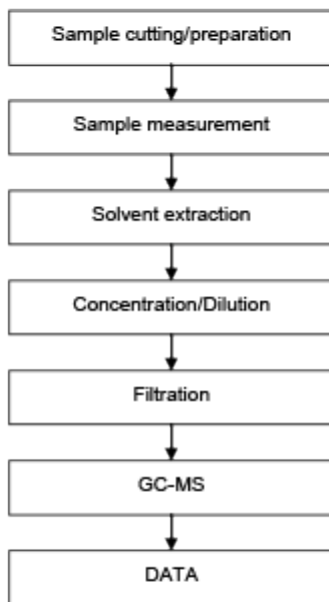 Sample cutting/preparation
Sample measurement
Solvent extraction
Concentration/Dilution
Filtration
GC-MS
DATA